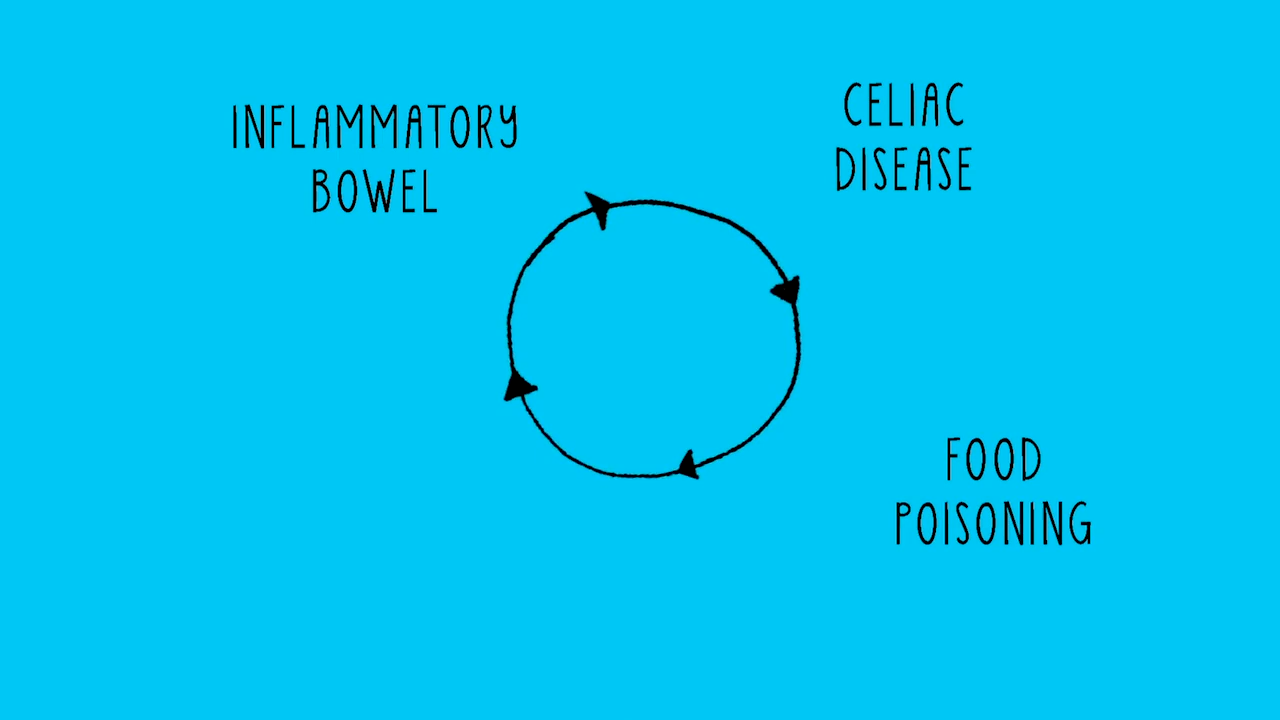 INFLAMMATORY
BOWEL
CELIAC
DISEASE
FOOD
POISONING